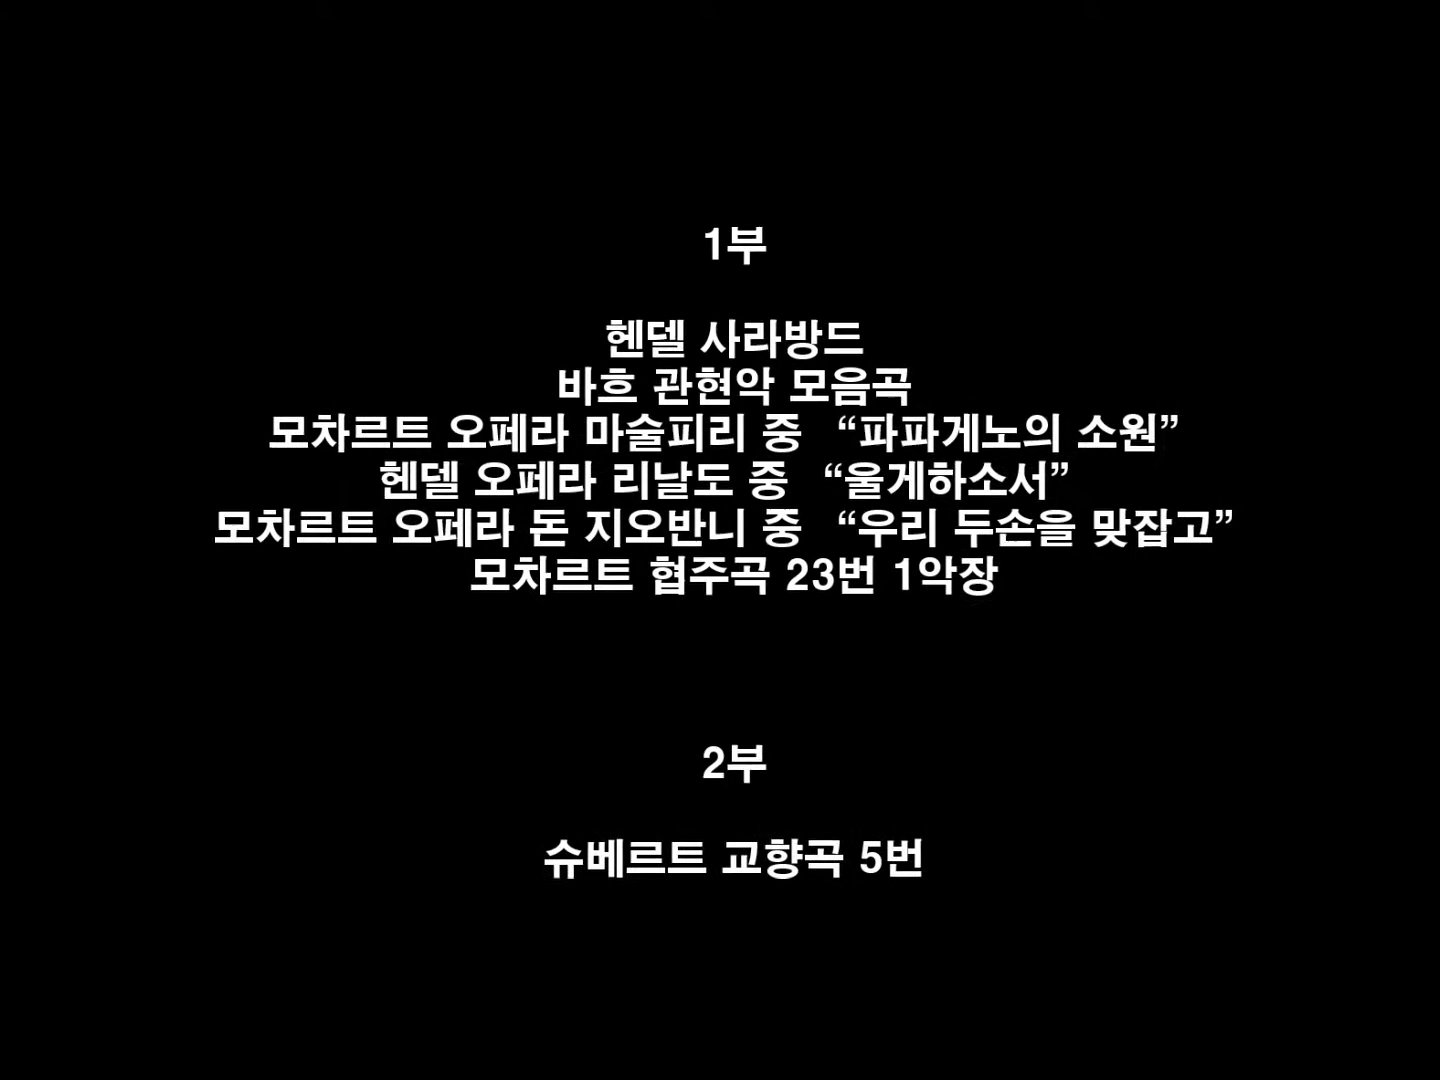 1부
헨델 사라방드
바흐 관현악 모음곡
모차르트 오페라 마술피리 중 “파파게노의 소원”
헨델 오페라 리날도 중 “울게하소서”
모차르트 오페라 돈 지오반니 중 “우리 두손을 맞잡고”
모차르트 협주곡 23번 1악장
2부
슈베르트 교향곡 5번